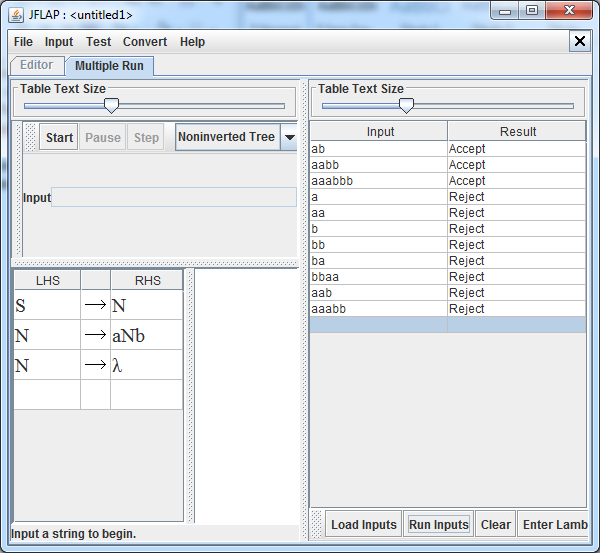 JFLAP : <untitled1>
File Input Test Convert Help
Editor Multiple Run
Table Text Size
Start Pause Step Noninverted Tree
Input
LHS RHS
S → N
N → aNb
N → λ
Input a string to begin.
Table Text Size
Input Result
ab Accept
aabb Accept
aaabbb Accept
a Reject
aa Reject
b Reject
bb Reject
ba Reject
bbaa Reject
aab Reject
aaabb Reject
Load Inputs Run Inputs Clear Enter Lamb